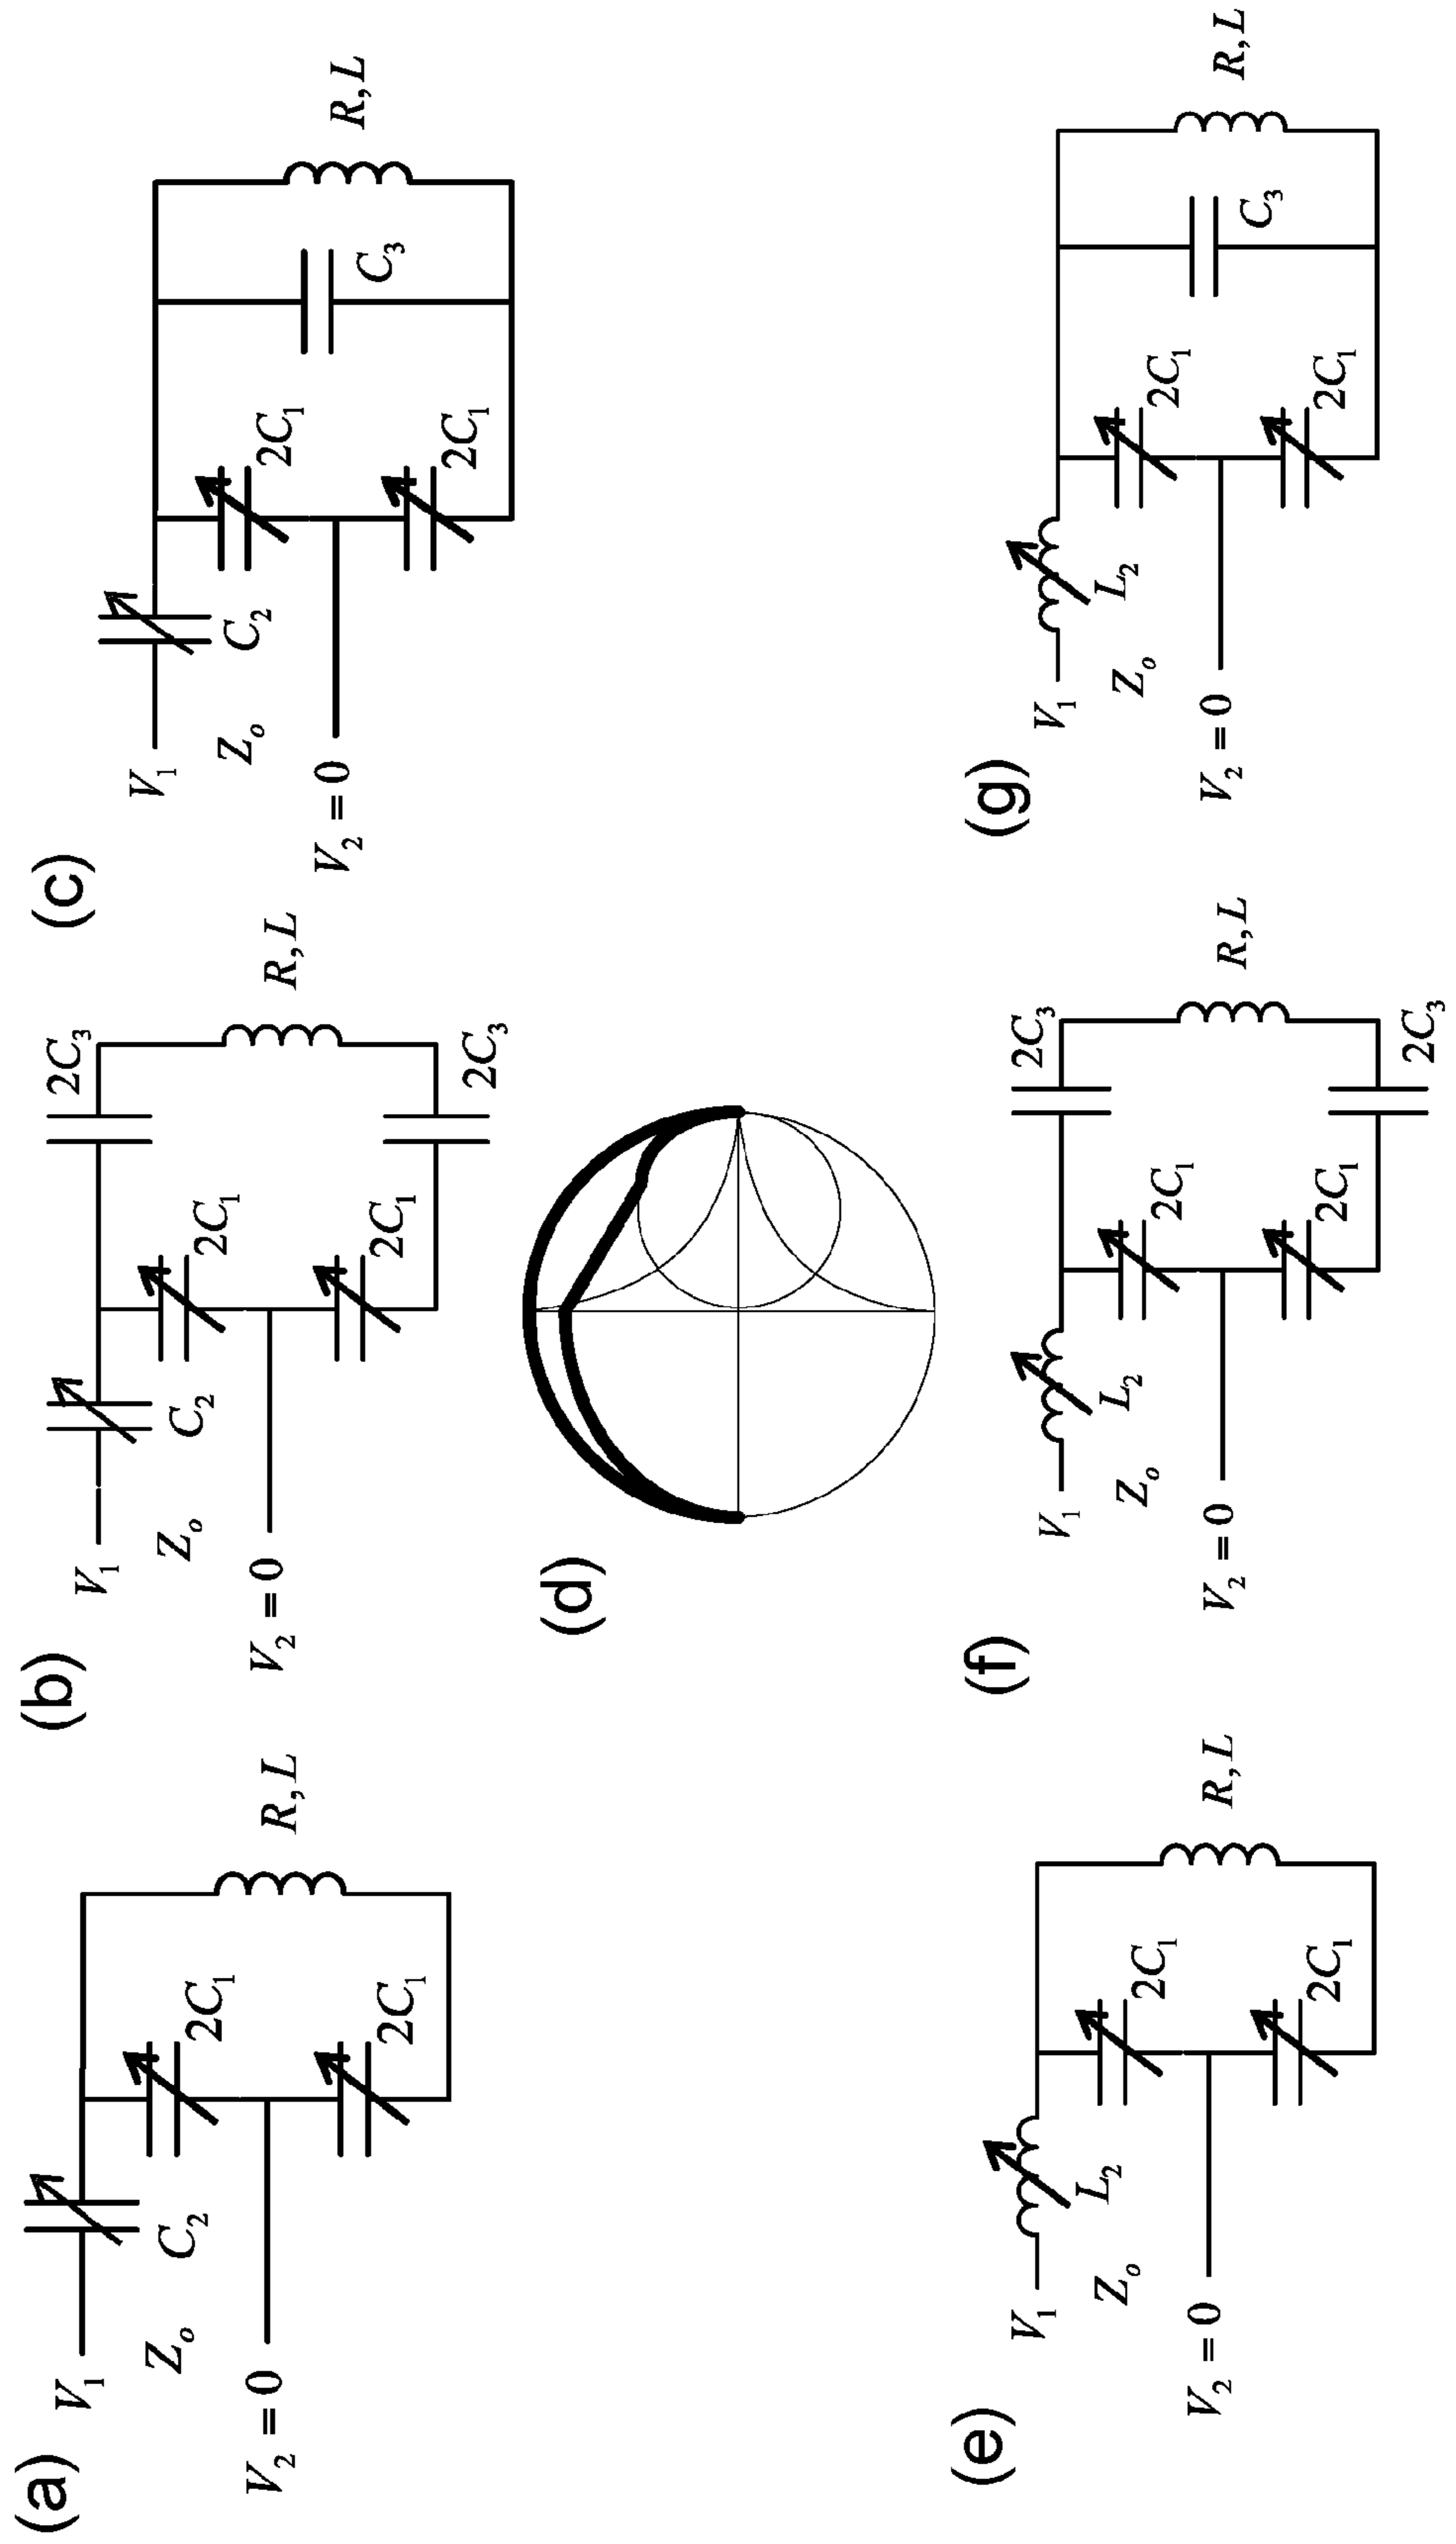 (a)
V₁
C₂
Zₒ
V₂ = 0
2C₁
2C₁
R, L
(b)
V₁
C₂
Zₒ
V₂ = 0
2C₁
2C₁
2C₃
2C₃
R, L
(c)
V₁
C₂
Zₒ
V₂ = 0
2C₁
2C₁
C₃
R, L
(d)
(e)
V₁
L₂
Zₒ
V₂ = 0
2C₁
2C₁
R, L
(f)
V₁
L₂
Zₒ
V₂ = 0
2C₁
2C₁
2C₃
2C₃
R, L
(g)
V₁
L₂
Zₒ
V₂ = 0
2C₁
2C₁
C₃
R, L